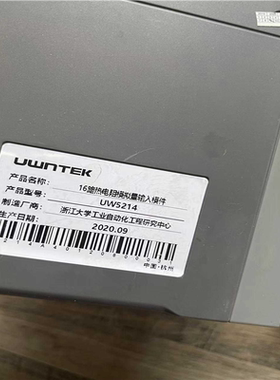 UWNTEK
产品名称: 16路热电阻模拟量输入模件
产品型号: UW5214
制造厂商: 浙江大学工业自动化工程研究中心
生产日期: 2020.09
中国·杭州